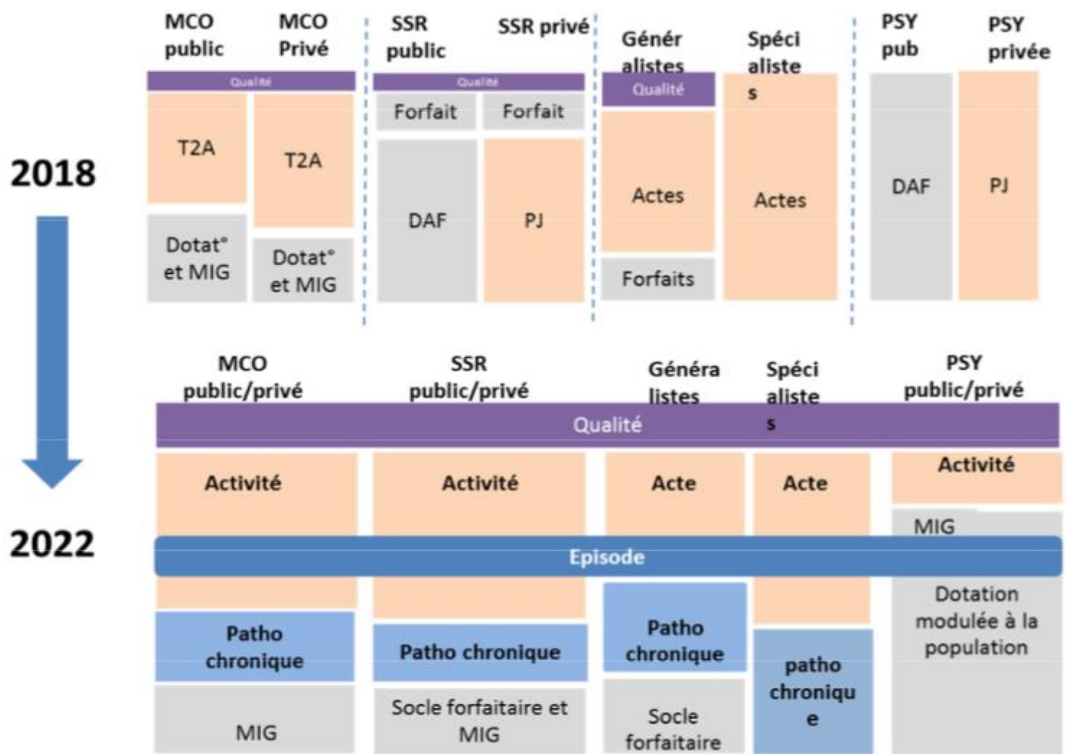 MCO
public
MCO
Privé
SSR
public
SSR privé
Génér
alistes
Spéci
aliste
s
PSY
pub
PSY
privée
2018
Qualité
Qualité
Qualité
T2A
T2A
Forfait
Forfait
DAF
PJ
Actes
Actes
DAF
PJ
Dotat°
et MIG
Dotat°
et MIG
Forfaits
MCO
public/privé
SSR
public/privé
Généra
listes
Spéci
aliste
s
PSY
public/privé
2022
Qualité
Activité
Activité
Acte
Acte
Activité
MIG
Episode
Patho
chronique
Patho chronique
Patho
chronique
patho
chroniqu
e
Dotation
modulée à la
population
MIG
Socle forfaitaire et
MIG
Socle
forfaitaire